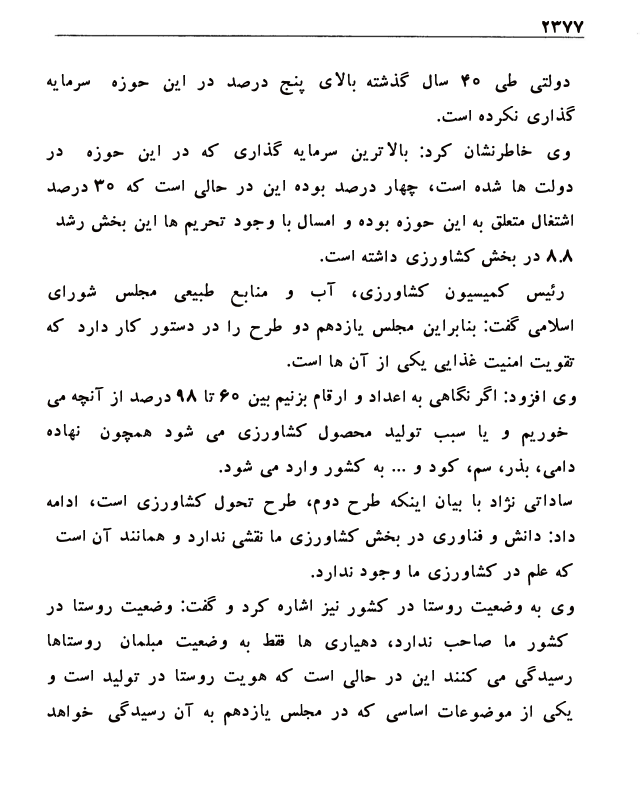 ۲۳۷۷
دولتی طی ۴۰ سال گذشته بالای پنج درصد در این حوزه سرمایه
گذاری نکرده است.
وی خاطرنشان کرد: بالاترین سرمایه گذاری که در این حوزه در
دولت ها شده است، چهار درصد بوده این در حالی است که ۳۰ درصد
اشتغال متعلق به این حوزه بوده و امسال با وجود تحریم ها این بخش رشد
۸.۸ در بخش کشاورزی داشته است.
رئیس کمیسیون کشاورزی، آب و منابع طبیعی مجلس شورای
اسلامی گفت: بنابراین مجلس یازدهم دو طرح را در دستور کار دارد که
تقویت امنیت غذایی یکی از آن ها است.
وی افزود: اگر نگاهی به اعداد و ارقام بزنیم بین ۶۰ تا ۹۸ درصد از آنچه می
خوریم و یا سبب تولید محصول کشاورزی می شود همچون نهاده
دامی، بذر، سم، کود و ... به کشور وارد می شود.
ساداتی نژاد با بیان اینکه طرح دوم، طرح تحول کشاورزی است، ادامه
داد: دانش و فناوری در بخش کشاورزی ما نقشی ندارد و همانند آن است
که علم در کشاورزی ما وجود ندارد.
وی به وضعیت روستا در کشور نیز اشاره کرد و گفت: وضعیت روستا در
کشور ما صاحب ندارد، دهیاری ها فقط به وضعیت مبلمان روستاها
رسیدگی می کنند این در حالی است که هویت روستا در تولید است و
یکی از موضوعات اساسی که در مجلس یازدهم به آن رسیدگی خواهد